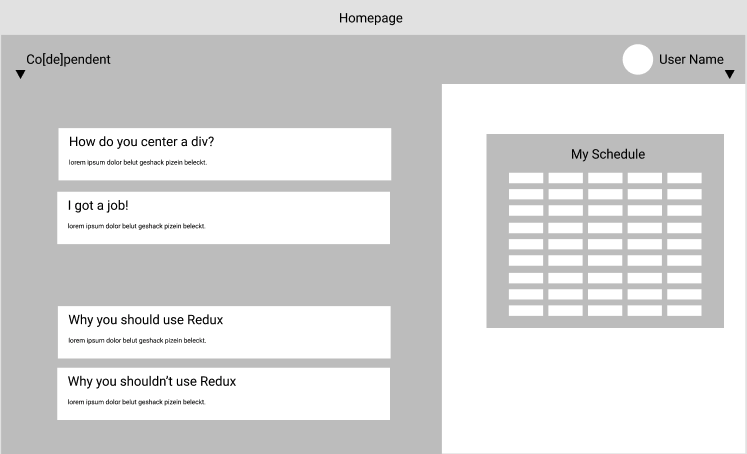 Homepage
Co[de]pendent
User Name
How do you center a div?
lorem ipsum dolor belut geshack pizein beleckt.
I got a job!
lorem ipsum dolor belut geshack pizein beleckt.
Why you should use Redux
lorem ipsum dolor belut geshack pizein beleckt.
Why you shouldn't use Redux
lorem ipsum dolor belut geshack pizein beleckt.
My Schedule